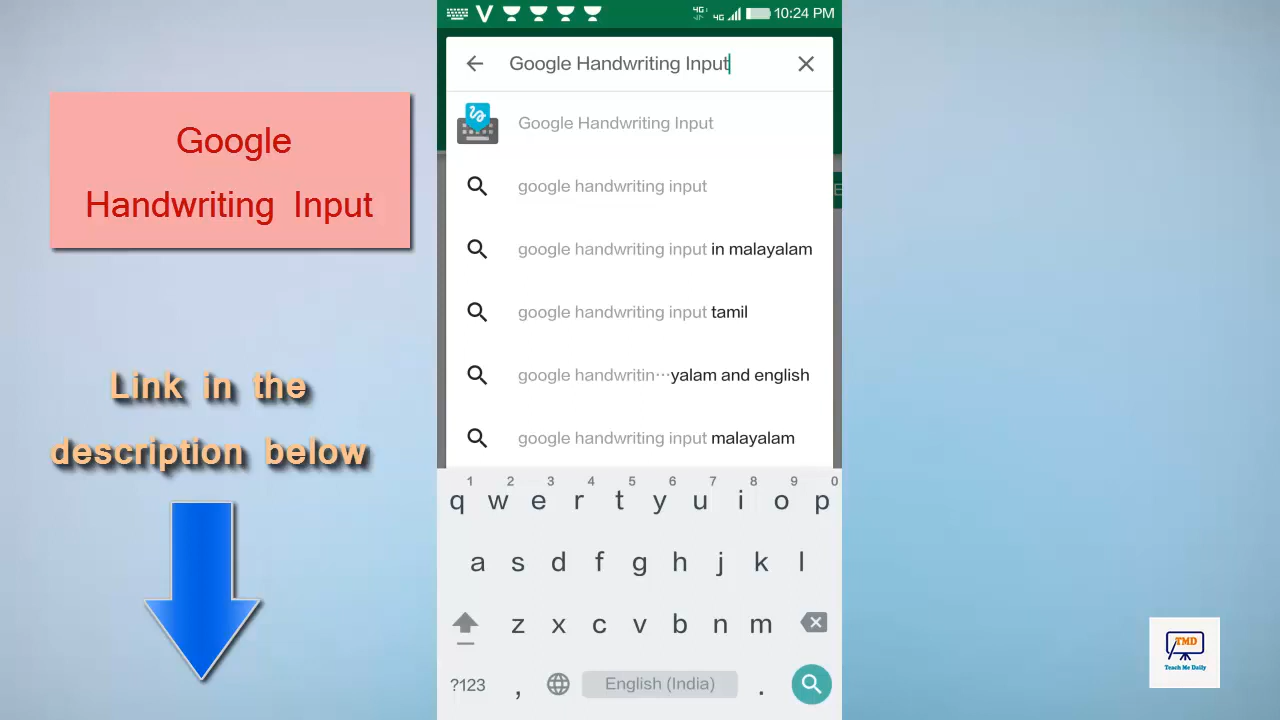 Google
Handwriting Input
Link in the
description below
4G 4G 10:24 PM
Google Handwriting Input
Google Handwriting Input
google handwriting input
google handwriting input in malayalam
google handwriting input tamil
google handwritin···yalam and english
google handwriting input malayalam
1 2 3 4 5 6 7 8 9 0
q w e r t y u i o p
a s d f g h j k l
z x c v b n m
?123 , English (India) .
TMD
Teach Me Daily